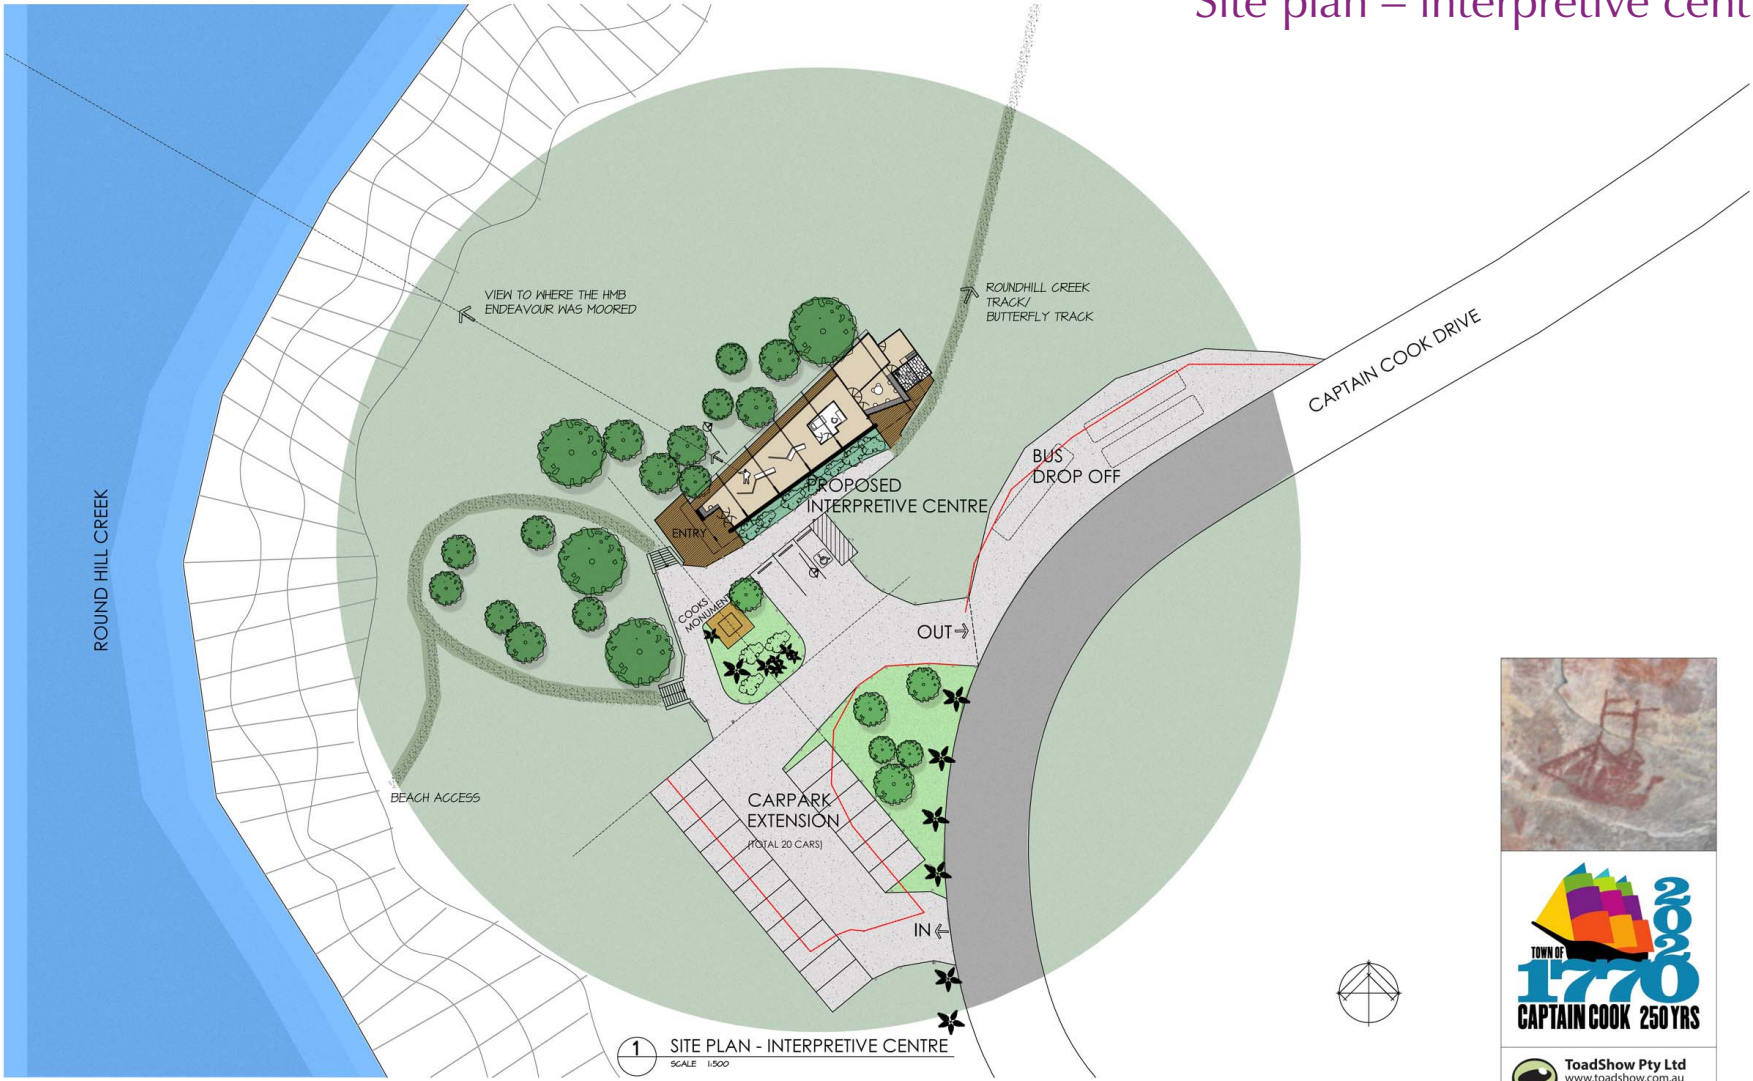 Site plan – interpretive cent
VIEW TO WHERE THE HMB
ENDEAVOUR WAS MOORED
ROUNDHILL CREEK
TRACK/
BUTTERFLY TRACK
CAPTAIN COOK DRIVE
BUS
DROP OFF
PROPOSED
INTERPRETIVE CENTRE
ENTRY
ROUND HILL CREEK
COOKS
MONUMENT
OUT
BEACH ACCESS
CARPARK
EXTENSION
(TOTAL 20 CARS)
IN
1
SITE PLAN - INTERPRETIVE CENTRE
SCALE 1:500
2020
TOWN OF
1770
CAPTAIN COOK 250 YRS
ToadShow Pty Ltd
www.toadshow.com.au